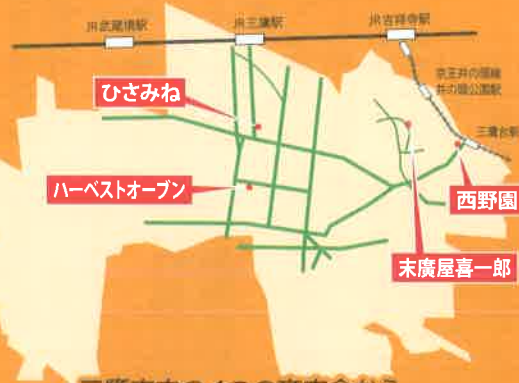 JR武蔵境駅
JR三鷹駅
JR吉祥寺駅
京王井の頭線
井の頭公園駅
三鷹台駅
ひさみね
ハーベストオーブン
西野園
末廣屋喜一郎